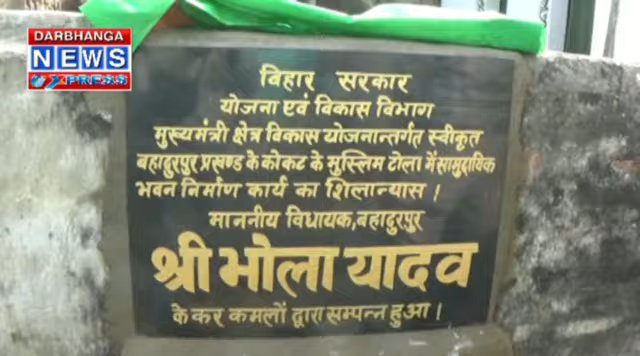 DARBHANGA
NEWS
XPRESS
बिहार सरकार
योजना एवं विकास विभाग
मुख्यमंत्री क्षेत्र विकास योजनान्तर्गत स्वीकृत
बहादुरपुर प्रखण्ड के कोकट के मुस्लिम टोला में सामुदायिक
भवन निर्माण कार्य का शिलान्यास ।
माननीय विधायक, बहादुरपुर
श्री भोला यादव
के कर कमलों द्वारा सम्पन्न हुआ ।